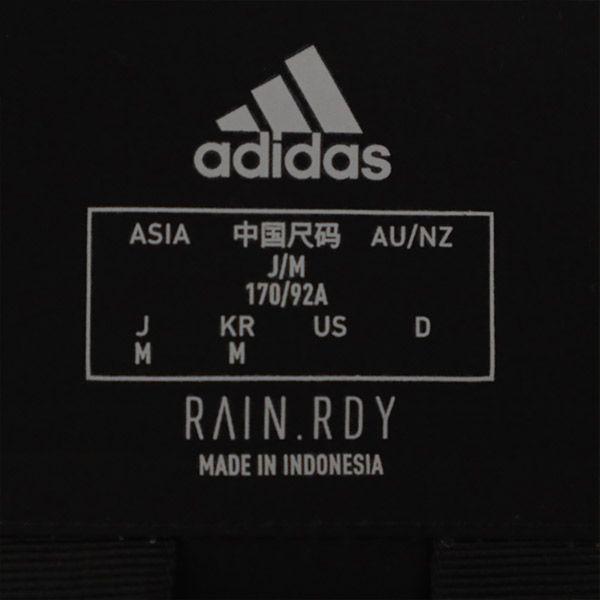 adidas
ASIA 中国尺码 AU/NZ
J/M
170/92A
J KR US D
M M
RAIN.RDY
MADE IN INDONESIA